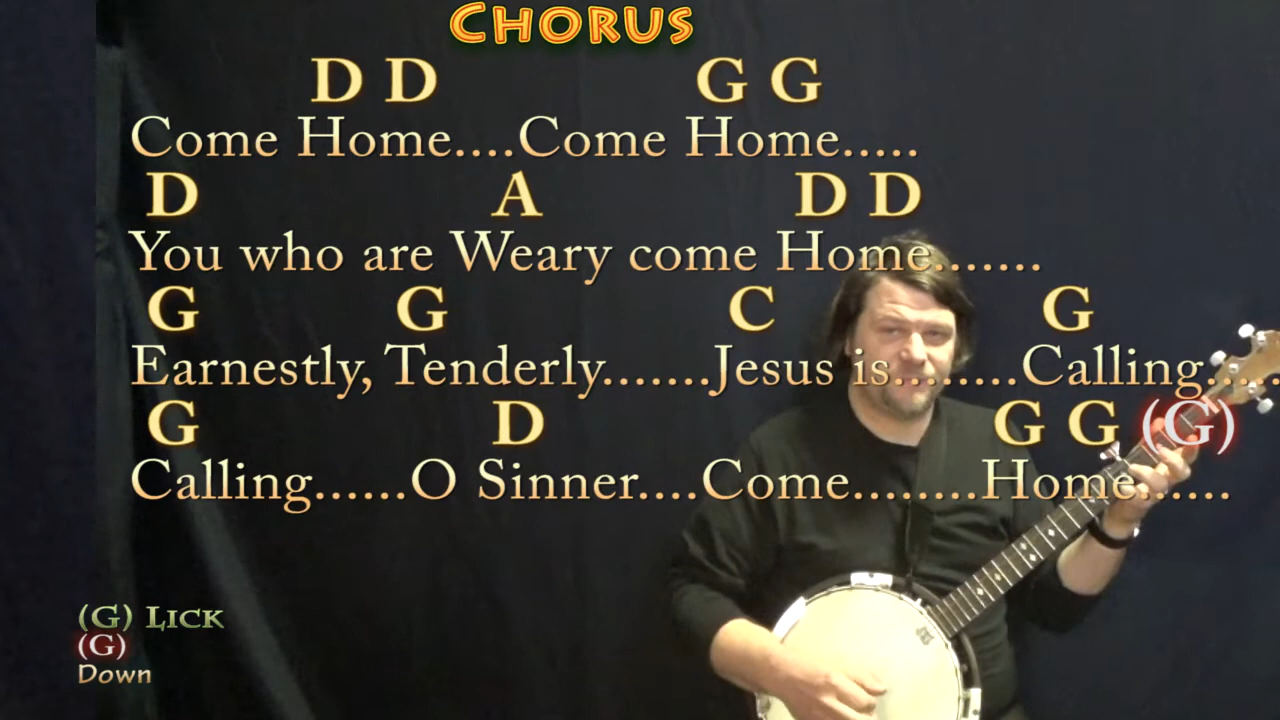 CHORUS
D D G G
Come Home....Come Home.....
D A D D
You who are Weary come Home.......
G G C G
Earnestly, Tenderly.......Jesus is........Calling.....
G D G G (G)
Calling......O Sinner....Come........Home......
(G) LICK
(G)
Down